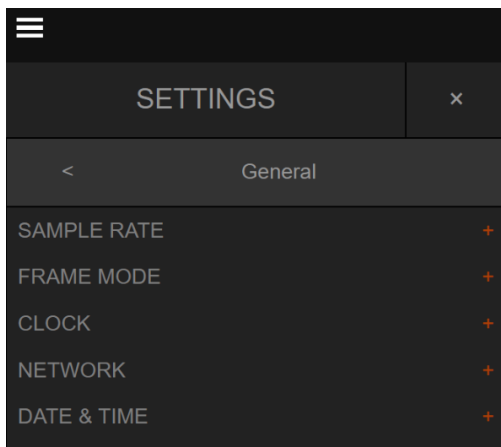 SETTINGS ×
< General
SAMPLE RATE +
FRAME MODE +
CLOCK +
NETWORK +
DATE & TIME +